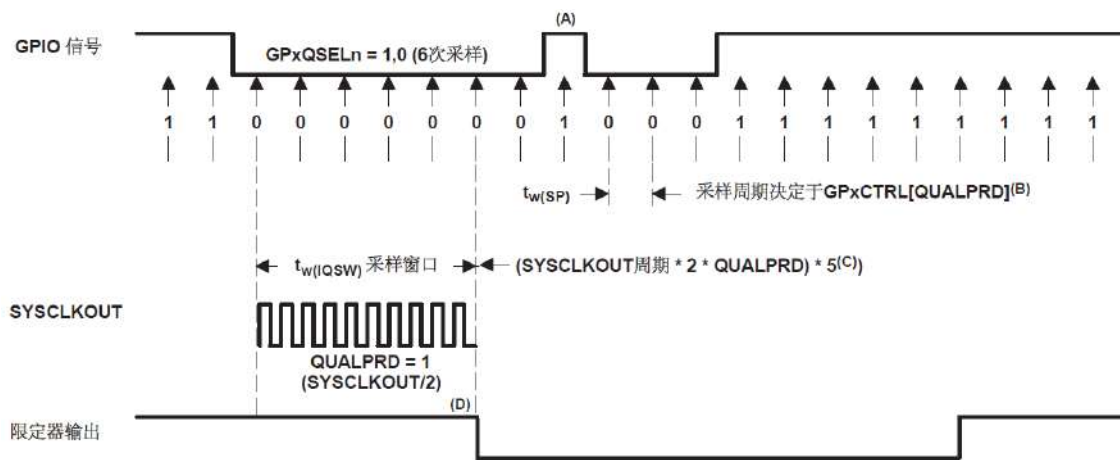 (A)
GPIO 信号
GPxQSELn = 1,0 (6次采样)
1 1 0 0 0 0 0 0 0 1 0 0 0 1 1 1 1 1 1 1 1 1
tw(SP)
采样周期决定于GPxCTRL[QUALPRD](B)
tw(IQSW) 采样窗口
(SYSCLKOUT周期 * 2 * QUALPRD) * 5(C))
SYSCLKOUT
QUALPRD = 1
(SYSCLKOUT/2)
(D)
限定器输出